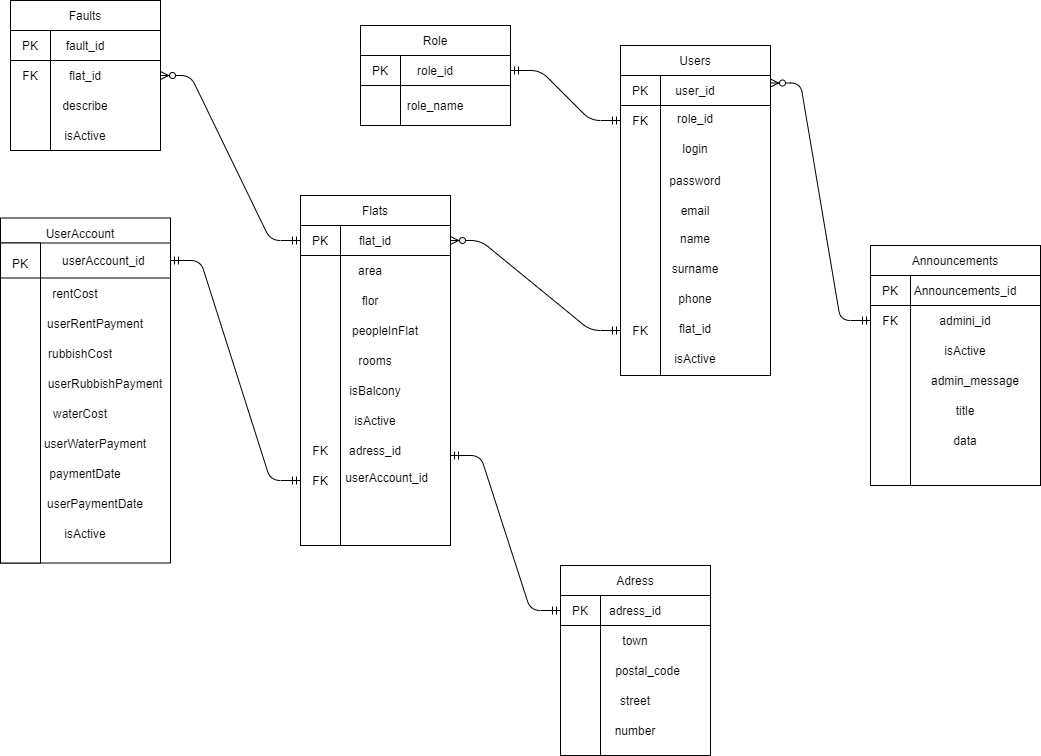 Faults
PK fault_id
FK flat_id
describe
isActive
Role
PK role_id
role_name
Users
PK user_id
FK role_id
login
password
email
name
surname
phone
FK flat_id
isActive
UserAccount
PK userAccount_id
rentCost
userRentPayment
rubbishCost
userRubbishPayment
waterCost
userWaterPayment
paymentDate
userPaymentDate
isActive
Flats
PK flat_id
area
flor
peopleInFlat
rooms
isBalcony
isActive
FK adress_id
FK userAccount_id
Announcements
PK Announcements_id
FK admini_id
isActive
admin_message
title
data
Adress
PK adress_id
town
postal_code
street
number